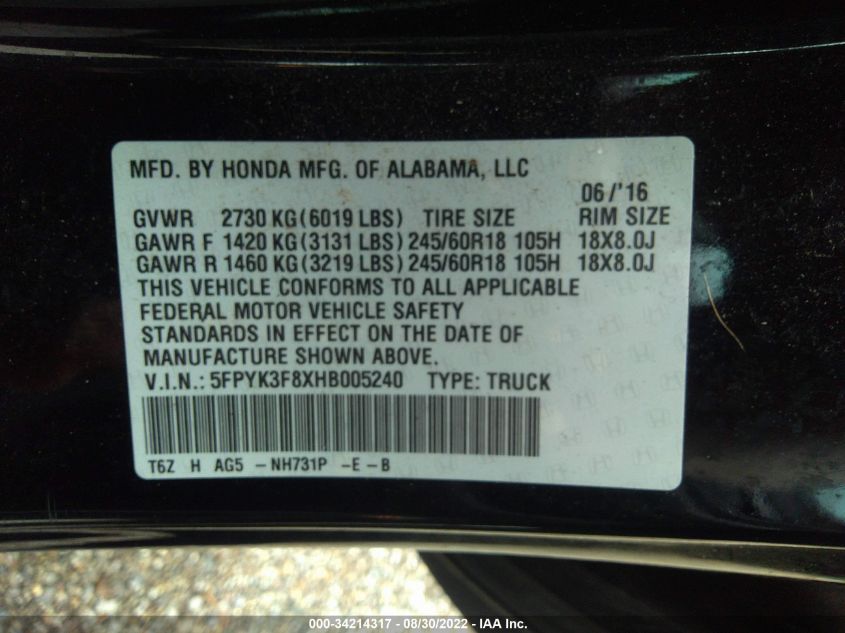 MFD. BY HONDA MFG. OF ALABAMA, LLC
06/'16
GVWR 2730 KG(6019 LBS) TIRE SIZE RIM SIZE
GAWR F 1420 KG(3131 LBS) 245/60R18 105H 18X8.0J
GAWR R 1460 KG(3219 LBS) 245/60R18 105H 18X8.0J
THIS VEHICLE CONFORMS TO ALL APPLICABLE
FEDERAL MOTOR VEHICLE SAFETY
STANDARDS IN EFFECT ON THE DATE OF
MANUFACTURE SHOWN ABOVE.
V.I.N.: 5FPYK3F8XHB005240 TYPE: TRUCK
T6Z H AG5 -NH731P -E-B
000-34214317 - 08/30/2022 - IAA Inc.